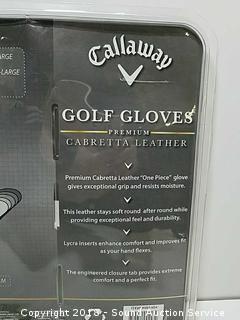 ARGE
-LARGE
Callaway
GOLF GLOVES
PREMIUM
CABRETTA LEATHER
Premium Cabretta Leather "One Piece" glove
gives exceptional grip and resists moisture.
This leather stays soft round after round while
providing exceptional feel and durability.
Lycra inserts enhance comfort and improves fit
as your hand flexes.
The engineered closure tab provides extreme
comfort and a perfect fit.
Copyright 2018 - Sound Auction Service